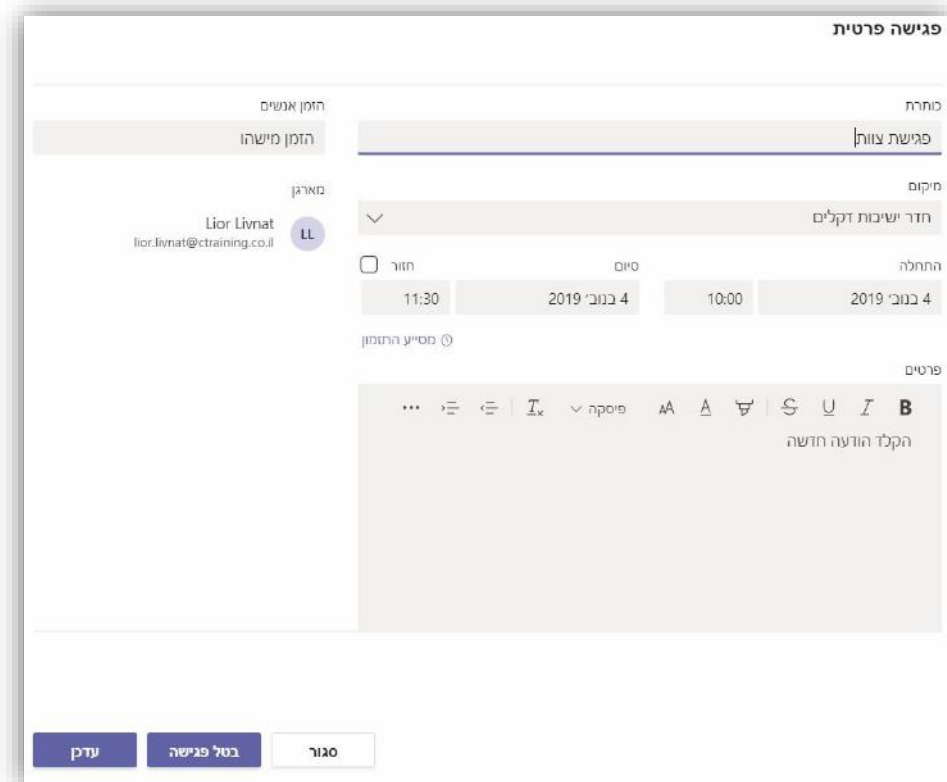 פגישה פרטית
כותרת
פגישת צוות
מיקום
חדר ישיבות דקלים
התחלה סיום חזור
4 בנוב׳ 2019 10:00 4 בנוב׳ 2019 11:30
מסייע התזמון
פרטים
B I U S A AA פיסקה Tx ...
הקלד הודעה חדשה
הזמן אנשים
הזמן מישהו
מארגן
LL Lior Livnat
lior.livnat@ctraining.co.il
סגור בטל פגישה עדכן